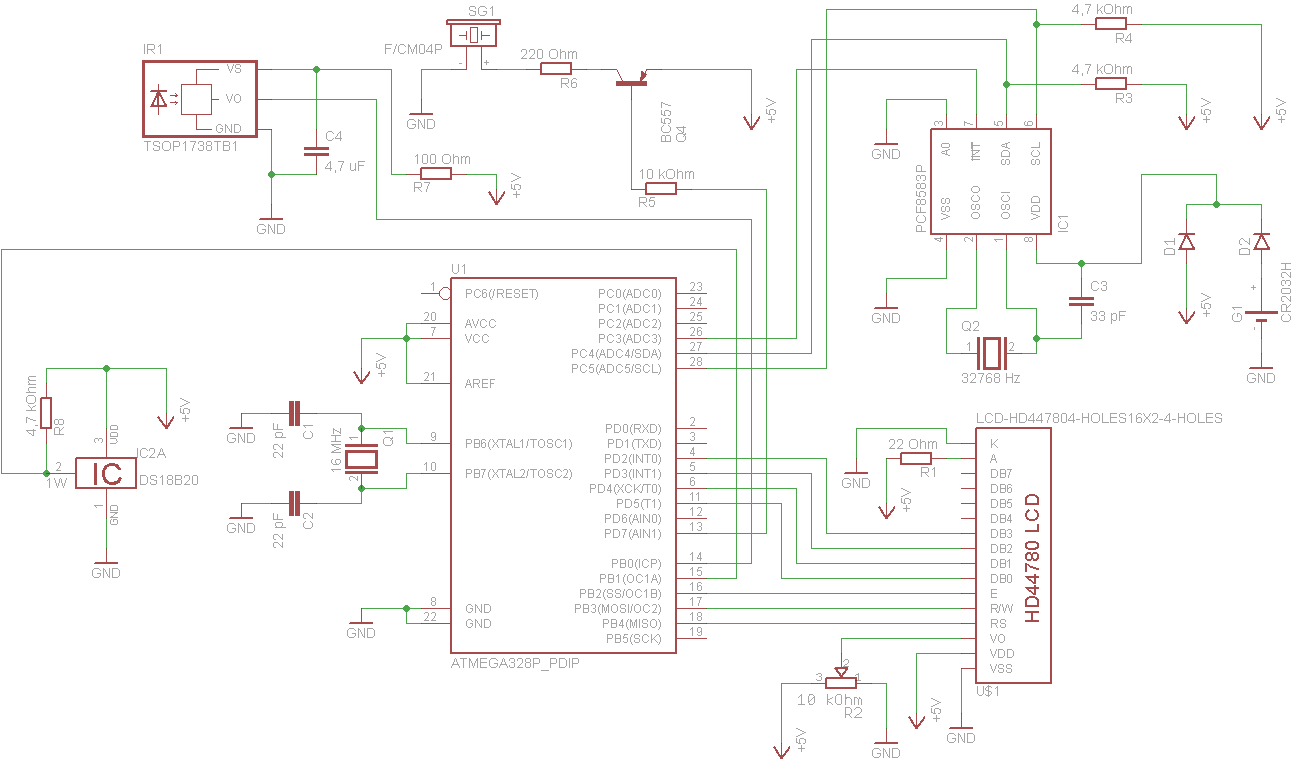 SG1
F/CM04P
- +
220 Ohm
R6
BC557
Q4
+5V
10 kOhm
R5
IR1
VS
VO
GND
TSOP1738TB1
C4
4,7 uF
GND
100 Ohm
R7
+5V
GND
4,7 kOhm
R4
4,7 kOhm
R3
+5V
+5V
GND
3 7 5 6
A0 INT SDA SCL
PCF8583P
VSS OSCO OSCI VDD
IC1
4 2 1 8
GND
Q2
1 2
32768 Hz
C3
33 pF
D1
D2
+5V
+
G1
-
CR2032H
GND
U1
1 PC6(/RESET)
20 AVCC
7 VCC
21 AREF
9 PB6(XTAL1/TOSC1)
10 PB7(XTAL2/TOSC2)
8 GND
22 GND
PC0(ADC0) 23
PC1(ADC1) 24
PC2(ADC2) 25
PC3(ADC3) 26
PC4(ADC4/SDA) 27
PC5(ADC5/SCL) 28
PD0(RXD) 2
PD1(TXD) 3
PD2(INT0) 4
PD3(INT1) 5
PD4(XCK/T0) 6
PD5(T1) 11
PD6(AIN0) 12
PD7(AIN1) 13
PB0(ICP) 14
PB1(OC1A) 15
PB2(SS/OC1B) 16
PB3(MOSI/OC2) 17
PB4(MISO) 18
PB5(SCK) 19
ATMEGA328P_PDIP
+5V
GND
22 pF
C1
16 MHz
1
2
Q1
GND
22 pF
C2
GND
4,7 kOhm
R8
+5V
3
VDD
IC2A
2
1W
IC
DS18B20
1
GND
GND
LCD-HD447804-HOLES16X2-4-HOLES
GND
22 Ohm
R1
+5V
K
A
DB7
DB6
DB5
DB4
DB3
DB2
DB1
DB0
E
R/W
RS
VO
VDD
VSS
HD44780 LCD
U$1
3 2 1
10 kOhm
R2
+5V
GND
+5V
GND